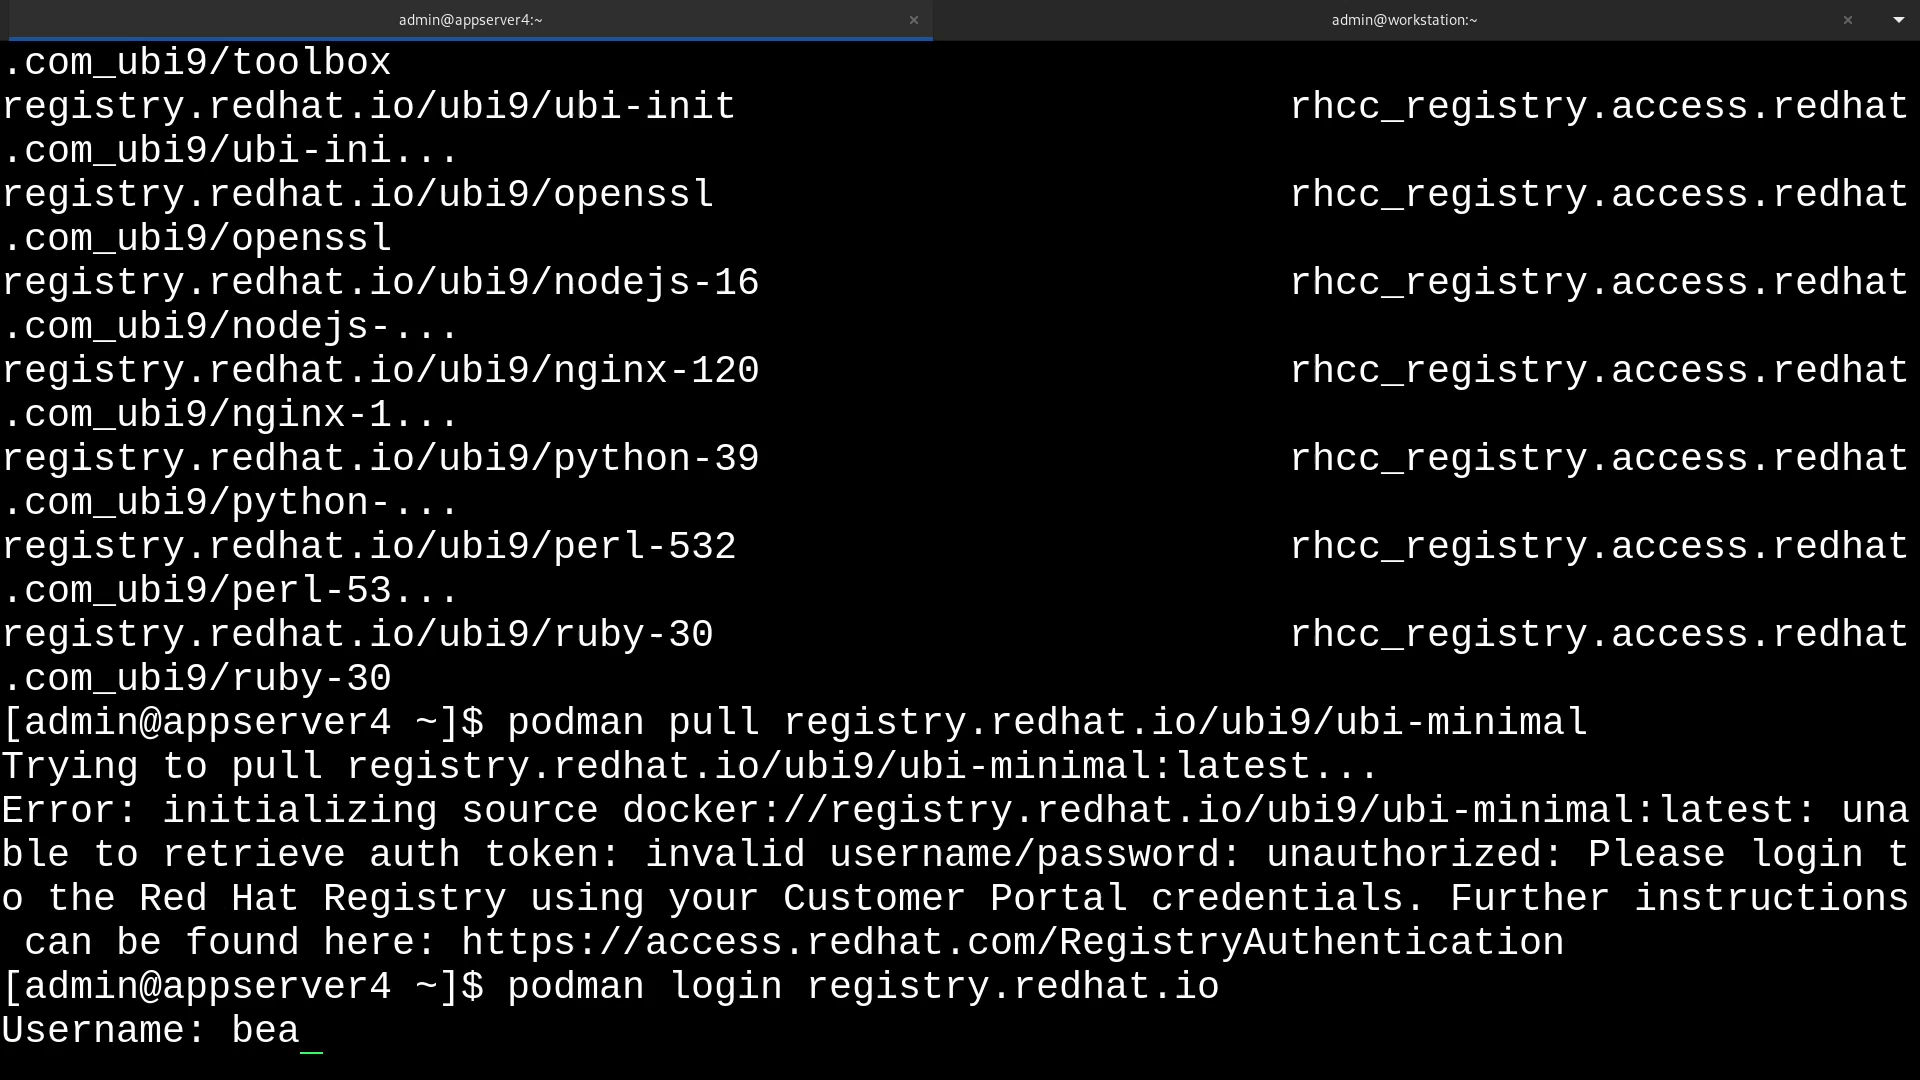 admin@appserver4:~ × admin@workstation:~ ×
.com_ubi9/toolbox
registry.redhat.io/ubi9/ubi-init rhcc_registry.access.redhat
.com_ubi9/ubi-ini...
registry.redhat.io/ubi9/openssl rhcc_registry.access.redhat
.com_ubi9/openssl
registry.redhat.io/ubi9/nodejs-16 rhcc_registry.access.redhat
.com_ubi9/nodejs-...
registry.redhat.io/ubi9/nginx-120 rhcc_registry.access.redhat
.com_ubi9/nginx-1...
registry.redhat.io/ubi9/python-39 rhcc_registry.access.redhat
.com_ubi9/python-...
registry.redhat.io/ubi9/perl-532 rhcc_registry.access.redhat
.com_ubi9/perl-53...
registry.redhat.io/ubi9/ruby-30 rhcc_registry.access.redhat
.com_ubi9/ruby-30
[admin@appserver4 ~]$ podman pull registry.redhat.io/ubi9/ubi-minimal
Trying to pull registry.redhat.io/ubi9/ubi-minimal:latest...
Error: initializing source docker://registry.redhat.io/ubi9/ubi-minimal:latest: una
ble to retrieve auth token: invalid username/password: unauthorized: Please login t
o the Red Hat Registry using your Customer Portal credentials. Further instructions
 can be found here: https://access.redhat.com/RegistryAuthentication
[admin@appserver4 ~]$ podman login registry.redhat.io
Username: bea